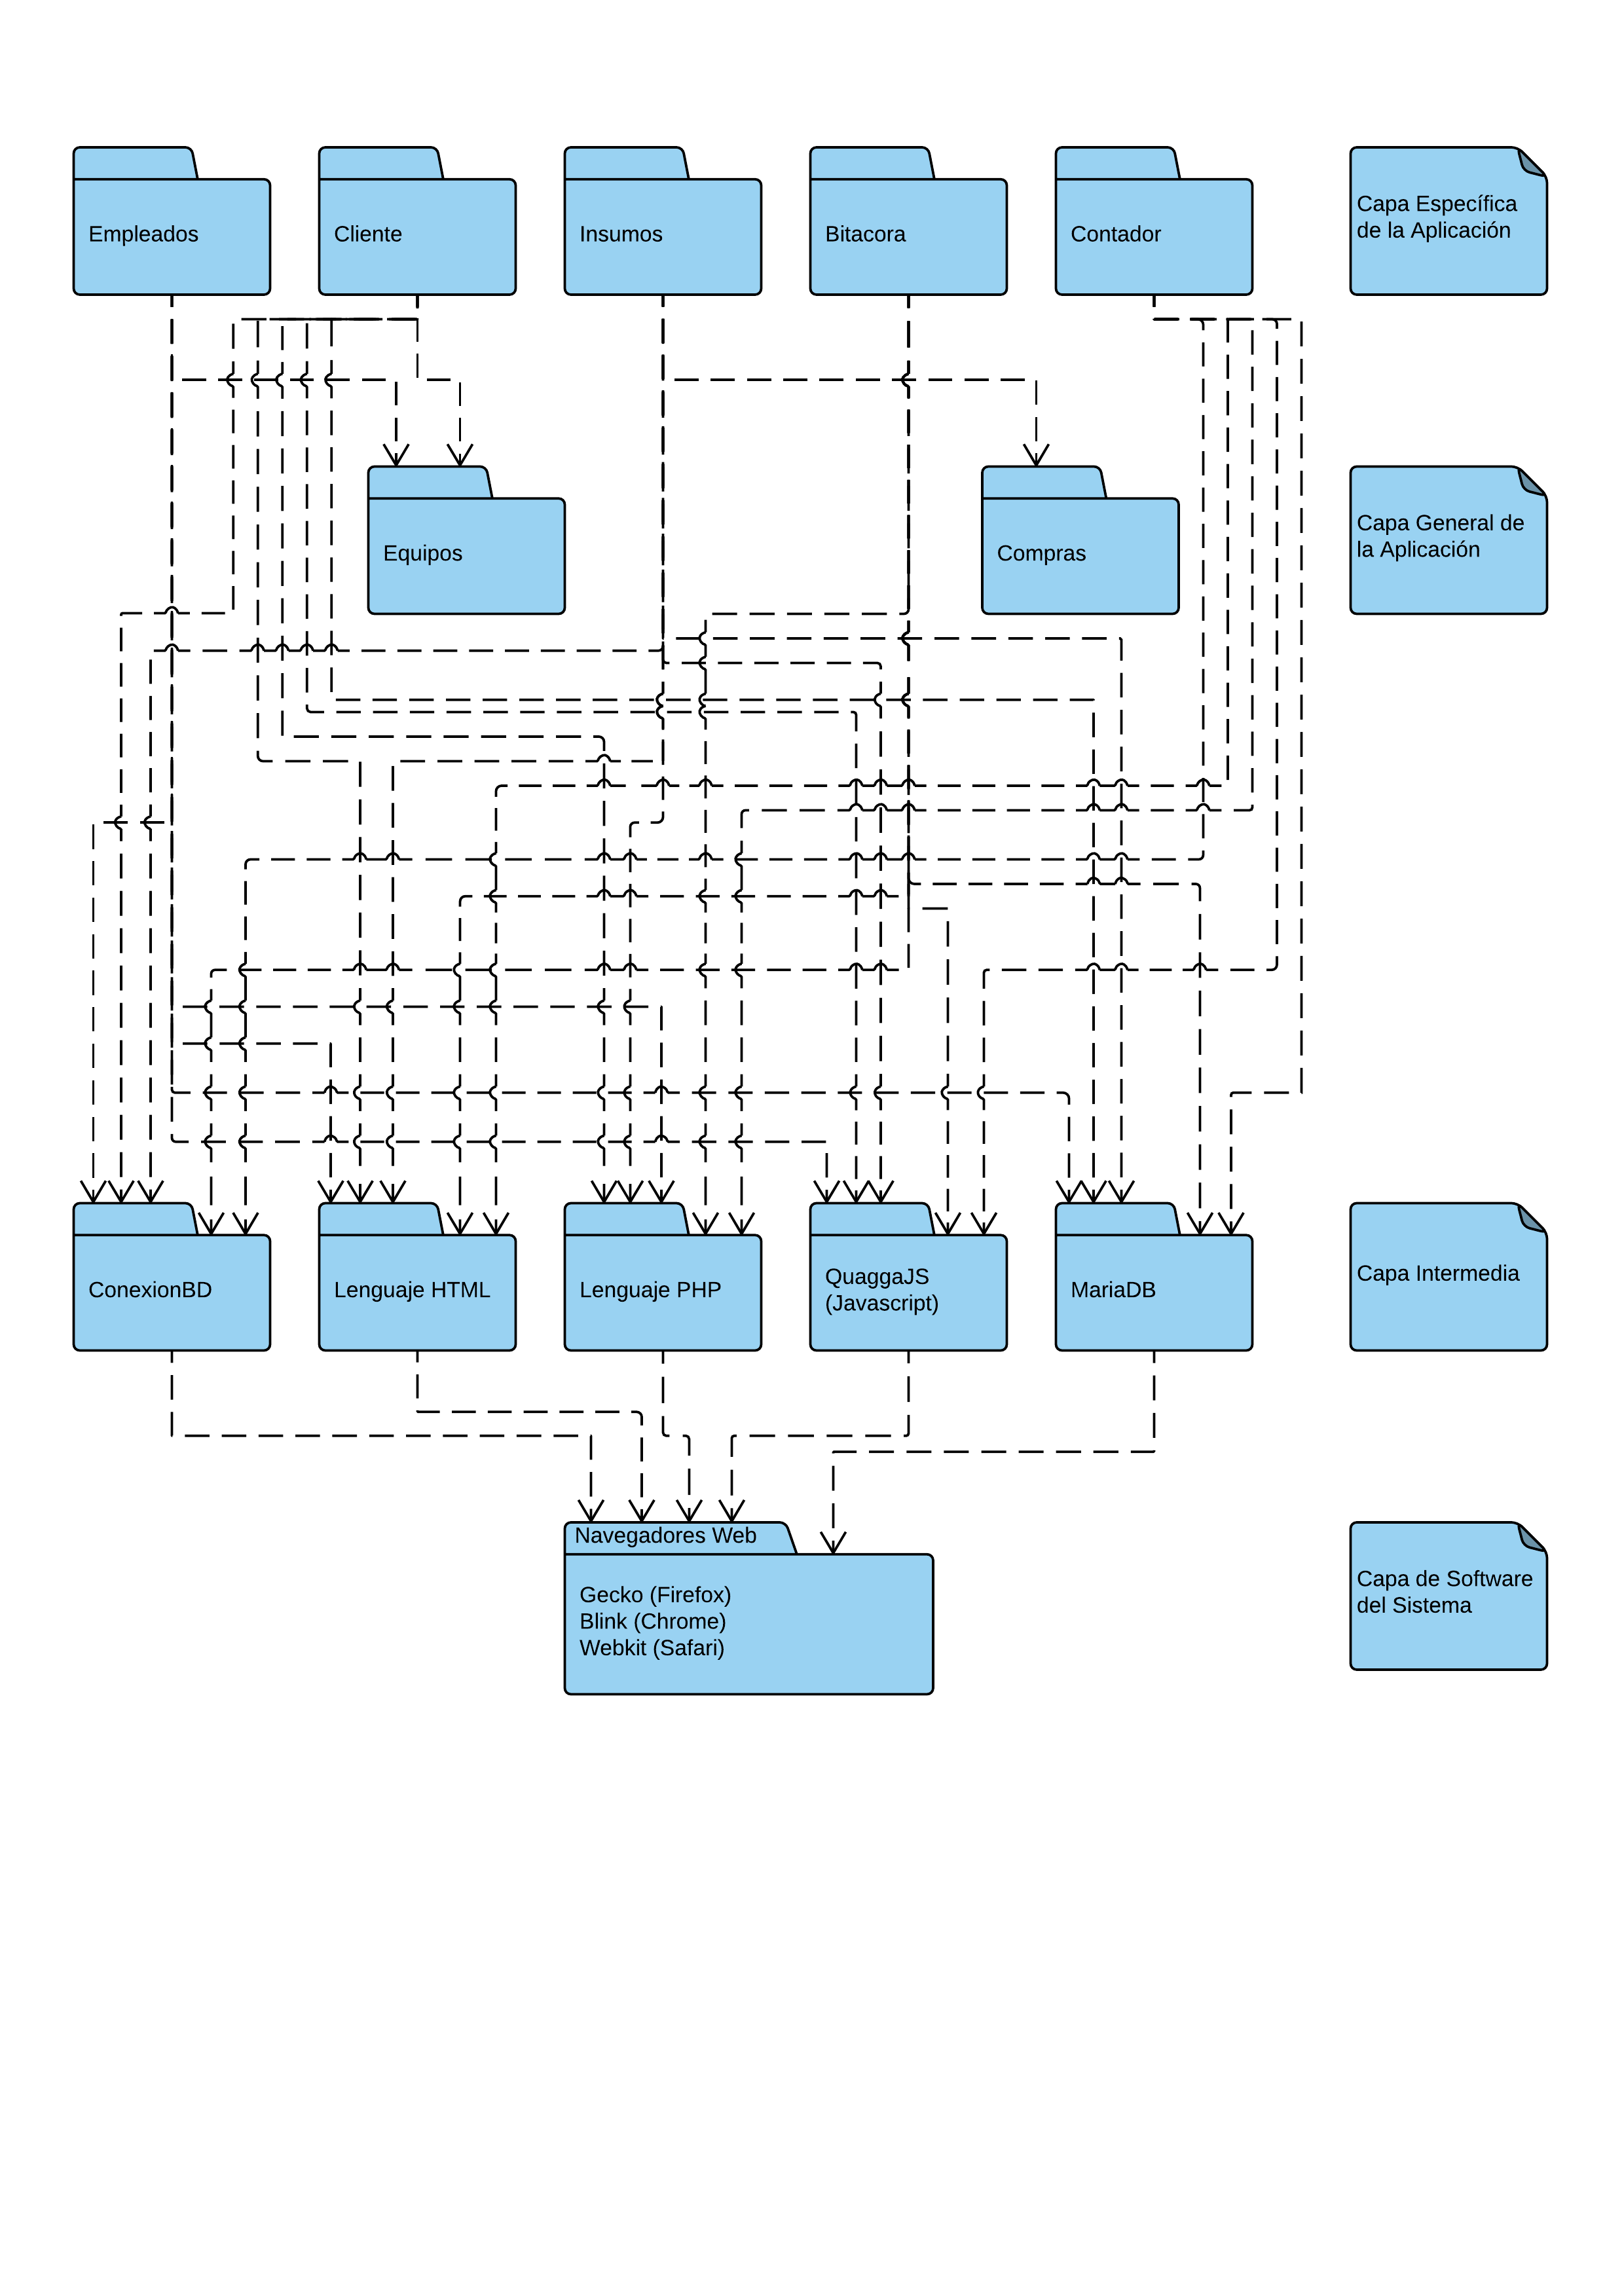 Empleados
Cliente
Insumos
Bitacora
Contador
Capa Específica
de la Aplicación
Equipos
Compras
Capa General de
la Aplicación
ConexionBD
Lenguaje HTML
Lenguaje PHP
QuaggaJS
(Javascript)
MariaDB
Capa Intermedia
Navegadores Web
Gecko (Firefox)
Blink (Chrome)
Webkit (Safari)
Capa de Software
del Sistema